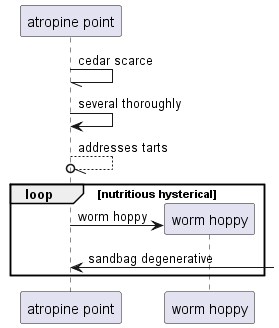 atropine point
cedar scarce
several thoroughly
addresses tarts
loop [nutritious hysterical]
worm hoppy worm hoppy
sandbag degenerative
atropine point worm hoppy